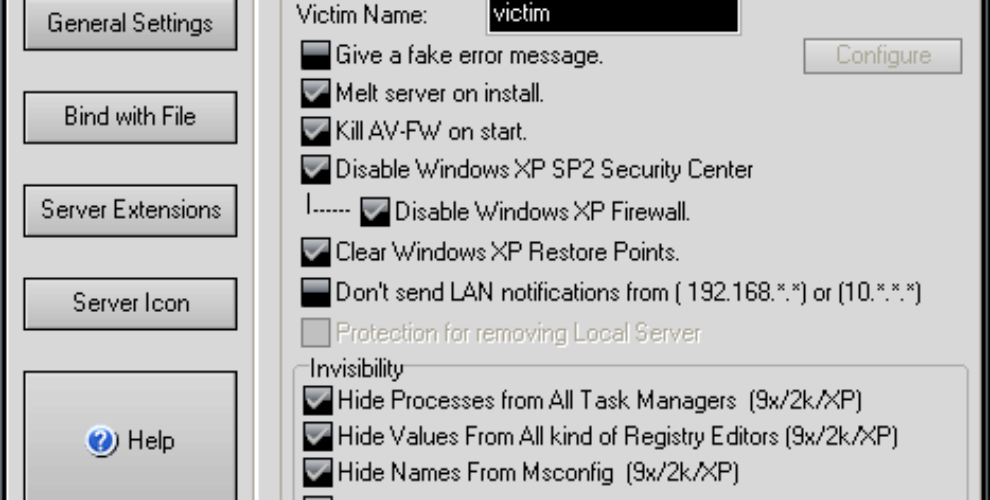 General Settings
Bind with File
Server Extensions
Server Icon
Help
Victim Name:
victim
Give a fake error message.
Configure
Melt server on install.
Kill AV-FW on start.
Disable Windows XP SP2 Security Center
Disable Windows XP Firewall.
Clear Windows XP Restore Points.
Don't send LAN notifications from ( 192.168.*.*) or (10.*.*.*)
Protection for removing Local Server
Invisibility
Hide Processes from All Task Managers (9x/2k/XP)
Hide Values From All kind of Registry Editors (9x/2k/XP)
Hide Names From Msconfig (9x/2k/XP)